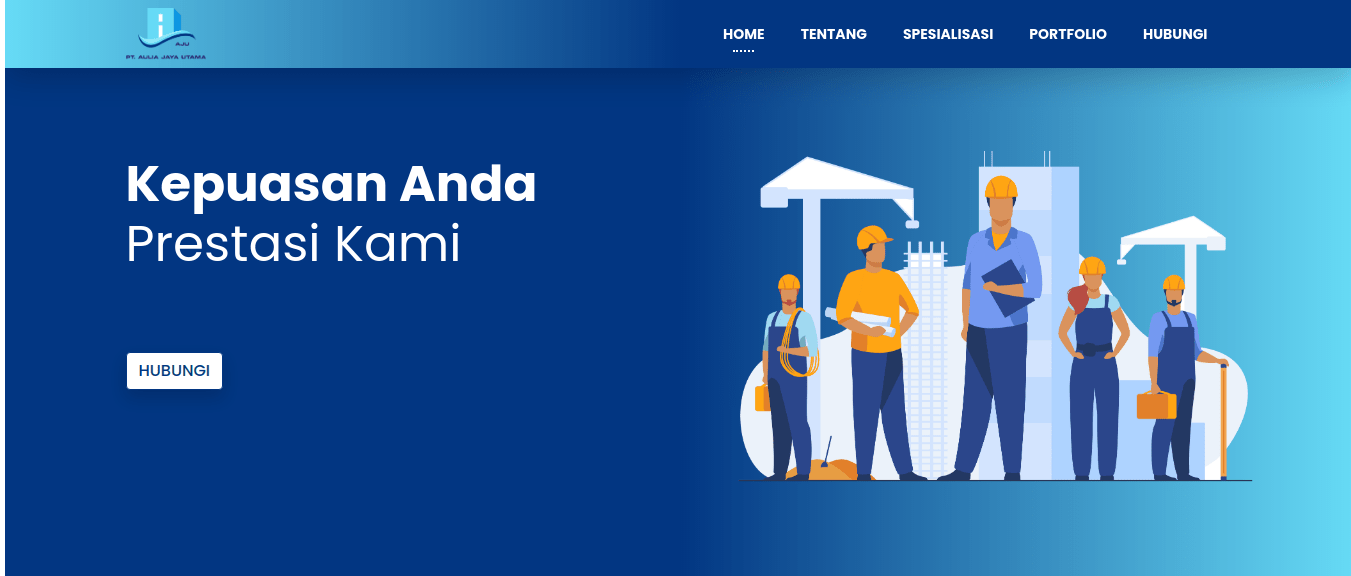 AJU
PT. AULIA JAYA UTAMA
HOME
TENTANG
SPESIALISASI
PORTFOLIO
HUBUNGI
Kepuasan Anda
Prestasi Kami
HUBUNGI